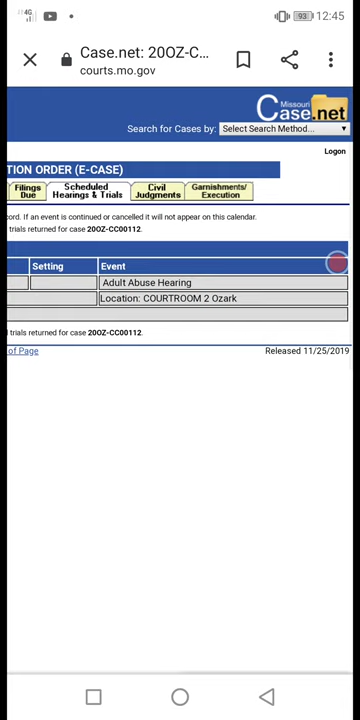 4G 93 12:45
Case.net: 20OZ-C...
courts.mo.gov
Missouri
Case.net
Search for Cases by: Select Search Method...
Logon
TION ORDER (E-CASE)
Filings Due Scheduled Hearings & Trials Civil Judgments Garnishments/ Execution
cord. If an event is continued or cancelled it will not appear on this calendar.
trials returned for case 20OZ-CC00112.
Setting Event
Adult Abuse Hearing
Location: COURTROOM 2 Ozark
trials returned for case 20OZ-CC00112.
of Page Released 11/25/2019